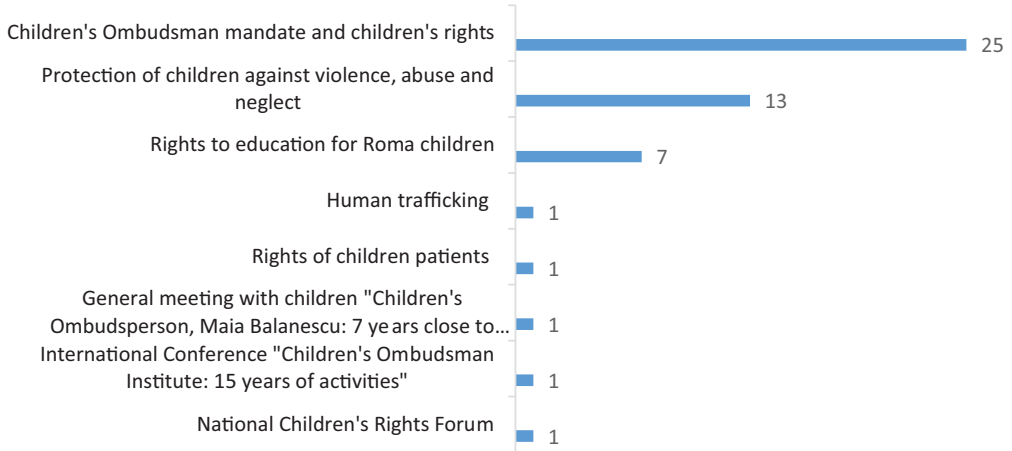 Children's Ombudsman mandate and children's rights
25
Protection of children against violence, abuse and
neglect
13
Rights to education for Roma children
7
Human trafficking
1
Rights of children patients
1
General meeting with children "Children's
Ombudsperson, Maia Balanescu: 7 years close to...
1
International Conference "Children's Ombudsman
Institute: 15 years of activities"
1
National Children's Rights Forum
1